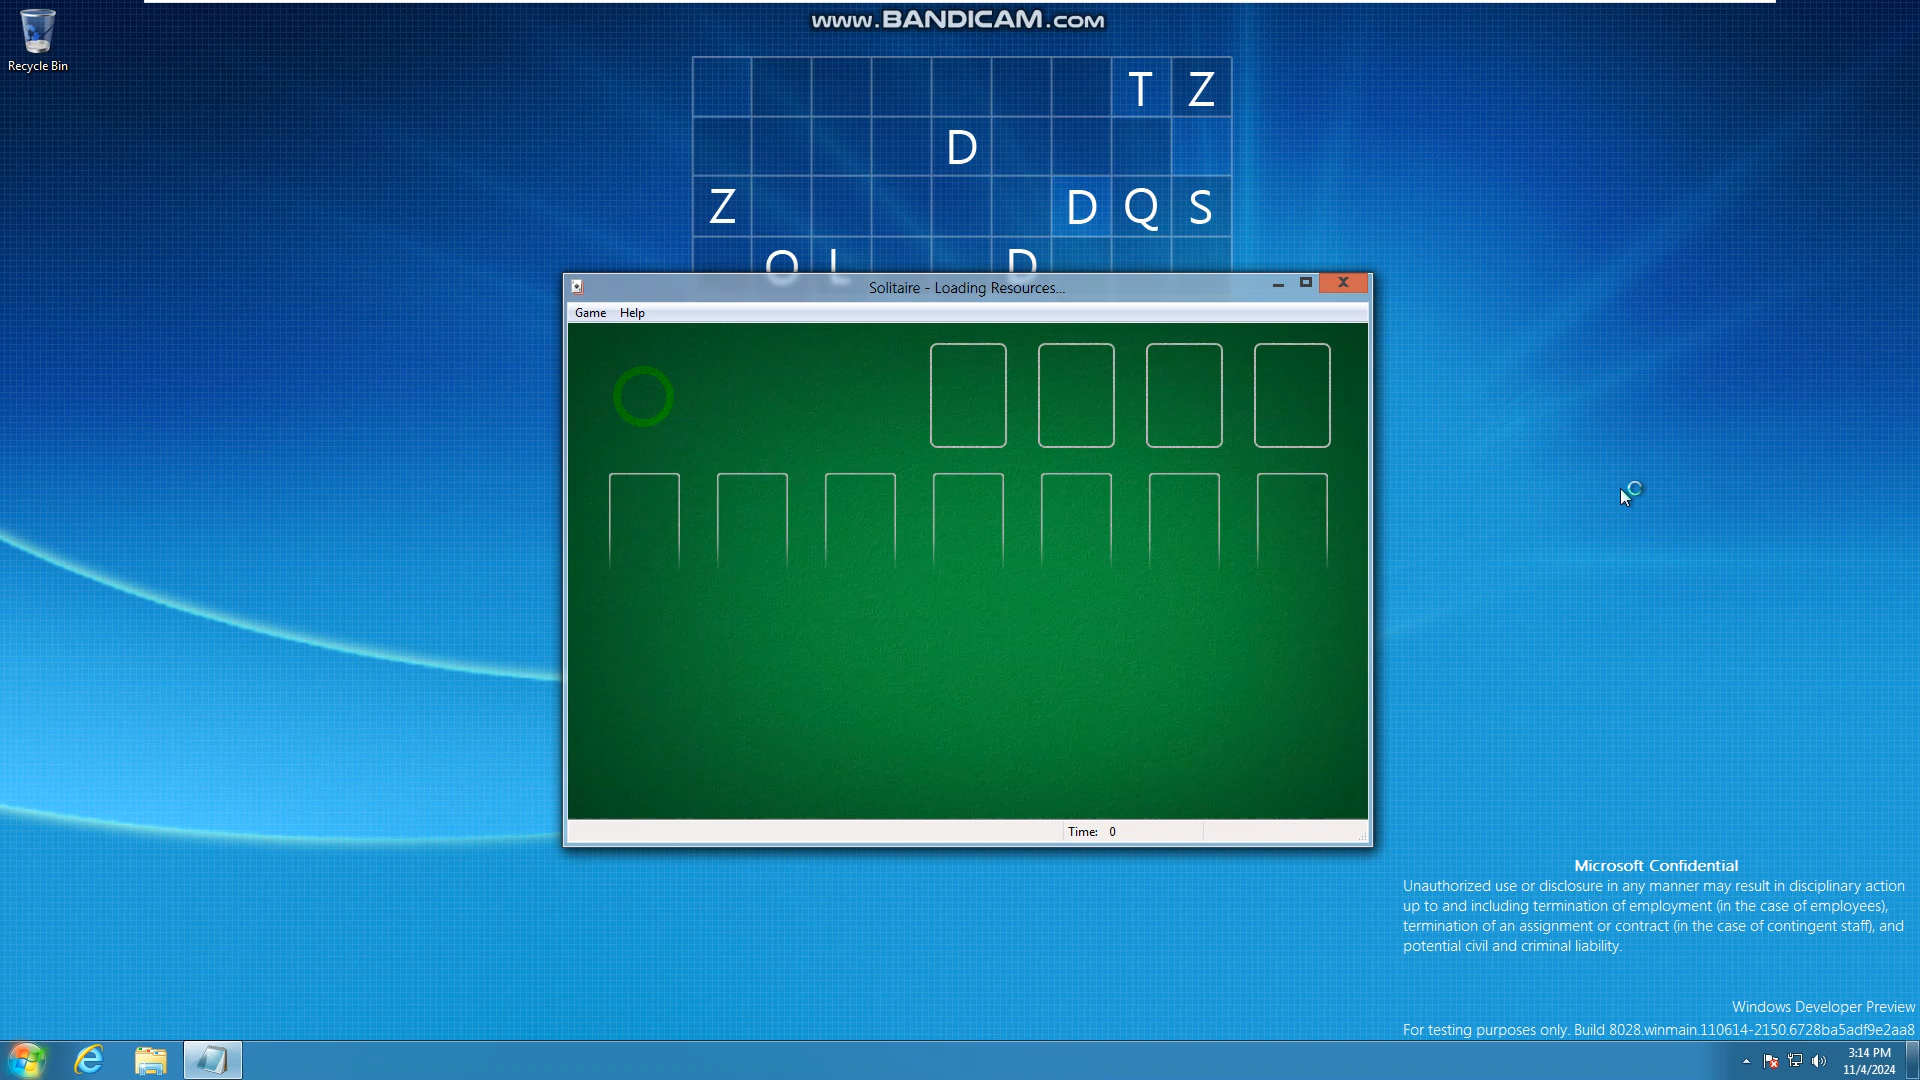 WWW.BANDICAM.COM
Recycle Bin
T Z
D
Z D Q S
O L D
Solitaire - Loading Resources...
Game Help
Time: 0
Microsoft Confidential
Unauthorized use or disclosure in any manner may result in disciplinary action
up to and including termination of employment (in the case of employees),
termination of an assignment or contract (in the case of contingent staff), and
potential civil and criminal liability.
Windows Developer Preview
For testing purposes only. Build 8028.winmain.110614-2150.6728ba5adf9e2aa8
3:14 PM
11/4/2024